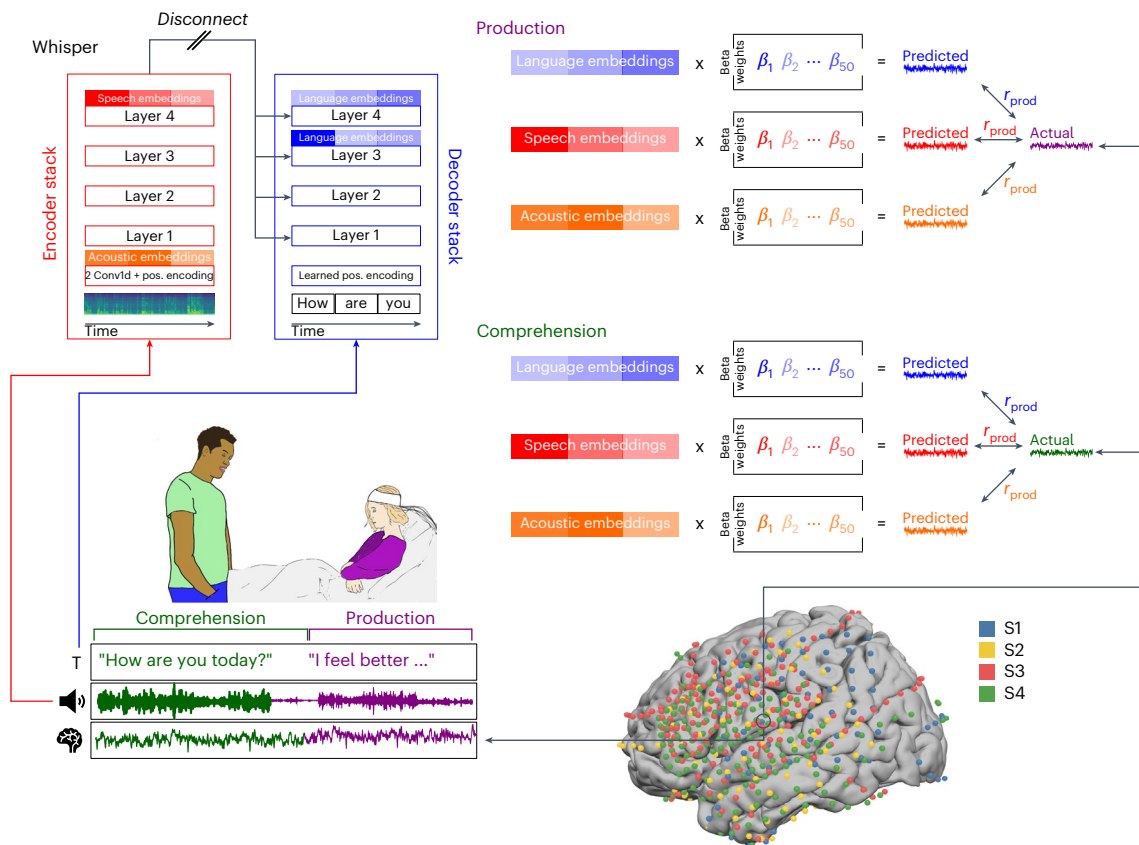 Disconnect
Whisper
Speech embeddings
Layer 4
Layer 3
Layer 2
Layer 1
Acoustic embeddings
2 Conv1d + pos. encoding
Time
Encoder stack
Language embeddings
Layer 4
Language embeddings
Layer 3
Layer 2
Layer 1
Learned pos. encoding
How are you
Time
Decoder stack
Production
Language embeddings x Beta weights β1 β2 ... β50 = Predicted
rprod
Speech embeddings x Beta weights β1 β2 ... β50 = Predicted rprod Actual
rprod
Acoustic embeddings x Beta weights β1 β2 ... β50 = Predicted
Comprehension
Language embeddings x Beta weights β1 β2 ... β50 = Predicted
rprod
Speech embeddings x Beta weights β1 β2 ... β50 = Predicted rprod Actual
rprod
Acoustic embeddings x Beta weights β1 β2 ... β50 = Predicted
Comprehension Production
T "How are you today?" "I feel better ..."
S1
S2
S3
S4